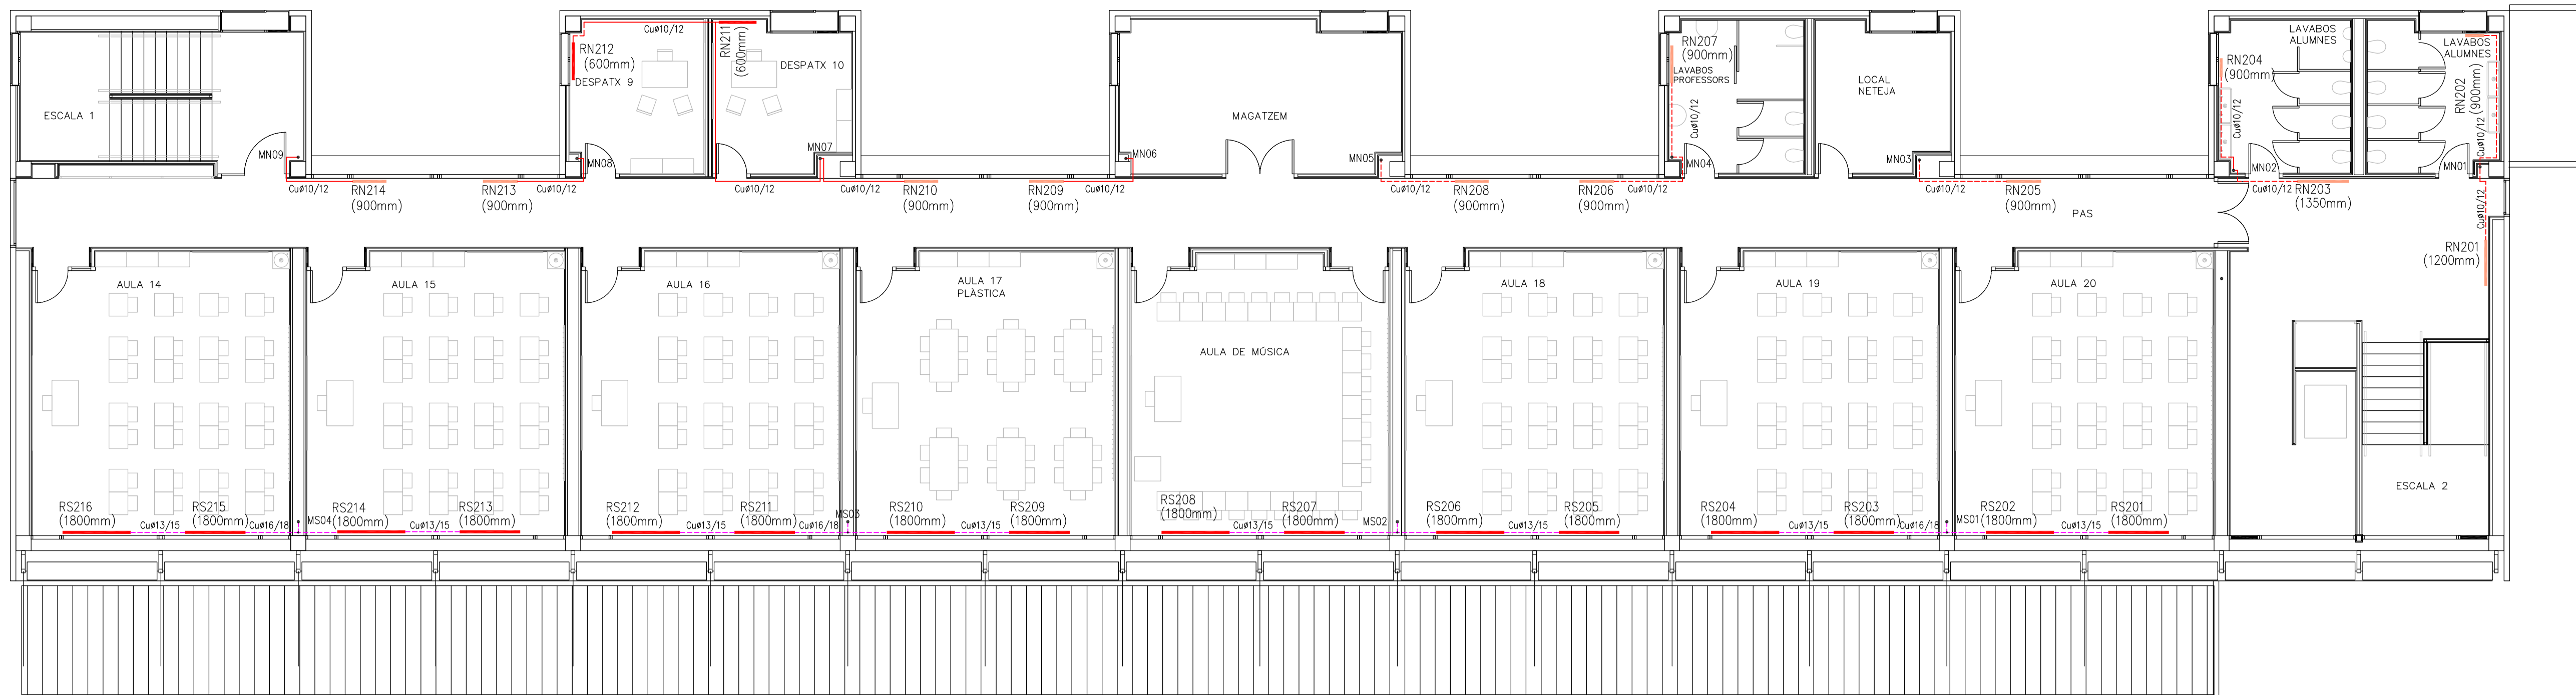 ESCALA 1
MN09
RN212
(600mm)
DESPATX 9
MN08
Cuø10/12
RN211
(600mm)
DESPATX 10
MN07
MAGATZEM
MN06
MN05
RN207
(900mm)
LAVABOS
PROFESSORS
Cuø10/12
MN04
LOCAL
NETEJA
MN03
LAVABOS
ALUMNES
RN204
(900mm)
Cuø10/12
MN02
LAVABOS
ALUMNES
RN202
(900mm)
Cuø10/12
MN01
Cuø10/12
RN214
(900mm)
RN213
(900mm)
Cuø10/12
Cuø10/12
Cuø10/12
RN210
(900mm)
RN209
(900mm)
Cuø10/12
Cuø10/12
RN208
(900mm)
RN206
(900mm)
Cuø10/12
Cuø10/12
RN205
(900mm)
PAS
Cuø10/12
RN203
(1350mm)
Cuø10/12
RN201
(1200mm)
AULA 14
AULA 15
AULA 16
AULA 17
PLÀSTICA
AULA DE MÚSICA
AULA 18
AULA 19
AULA 20
ESCALA 2
RS216
(1800mm)
Cuø13/15
RS215
(1800mm)
Cuø16/18
MS04
RS214
(1800mm)
Cuø13/15
RS213
(1800mm)
RS212
(1800mm)
Cuø13/15
RS211
(1800mm)
Cuø16/18
MS03
RS210
(1800mm)
Cuø13/15
RS209
(1800mm)
RS208
(1800mm)
Cuø13/15
RS207
(1800mm)
MS02
RS206
(1800mm)
Cuø13/15
RS205
(1800mm)
RS204
(1800mm)
Cuø13/15
RS203
(1800mm)
Cuø16/18
MS01
RS202
(1800mm)
Cuø13/15
RS201
(1800mm)